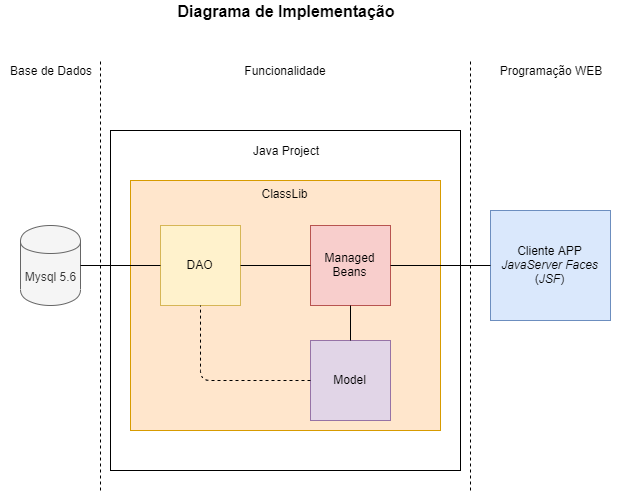 Diagrama de Implementação
Base de Dados
Funcionalidade
Programação WEB
Java Project
ClassLib
Mysql 5.6
DAO
Managed
Beans
Cliente APP
JavaServer Faces
(JSF)
Model